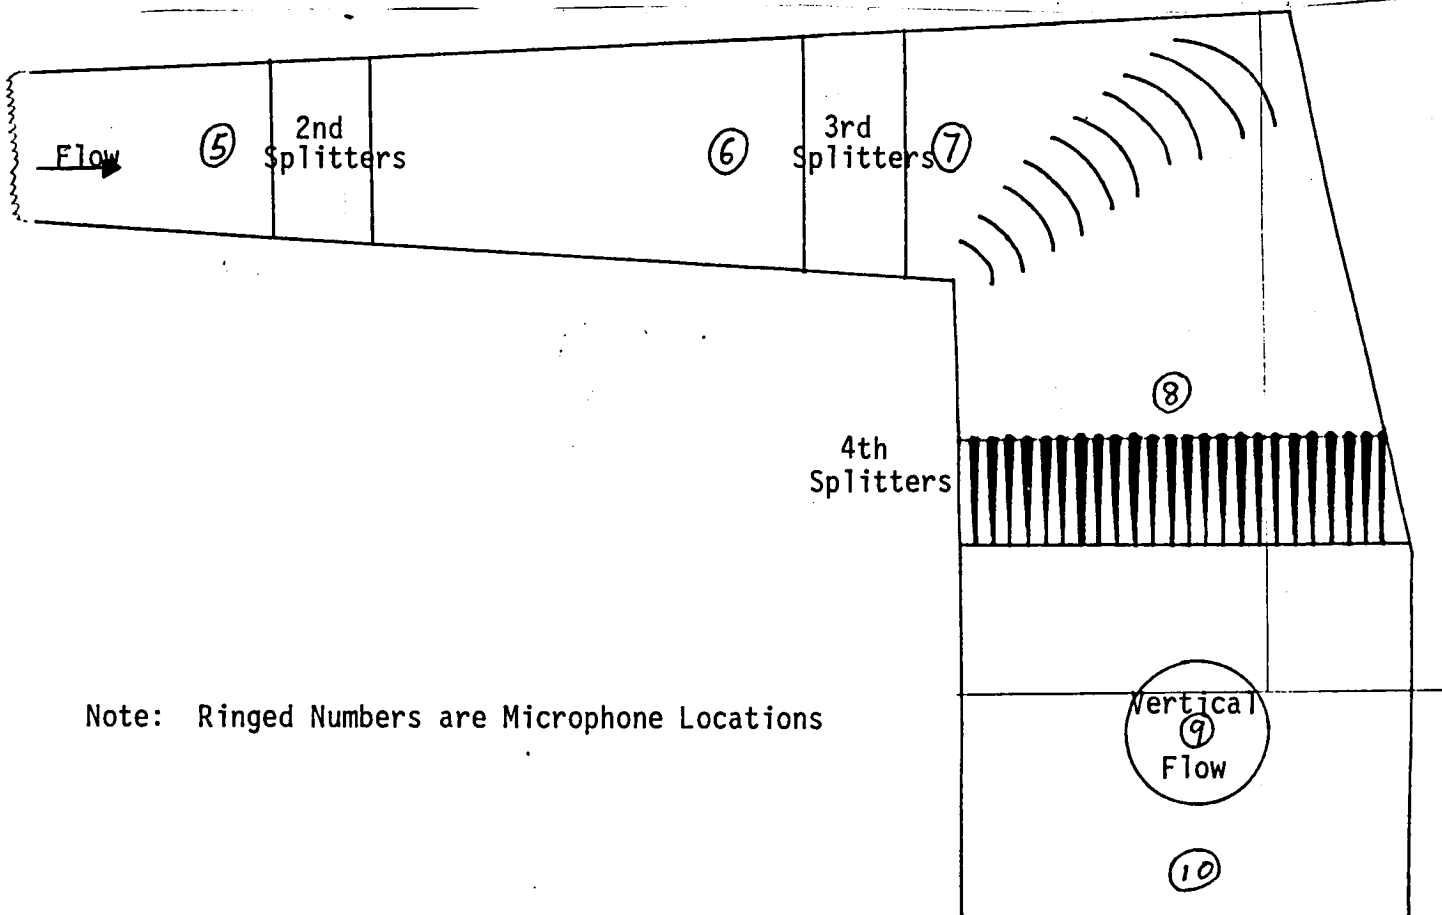 Flow
5
2nd
Splitters
6
3rd
Splitters
7
8
4th
Splitters
Note: Ringed Numbers are Microphone Locations
Vertical
9
Flow
10